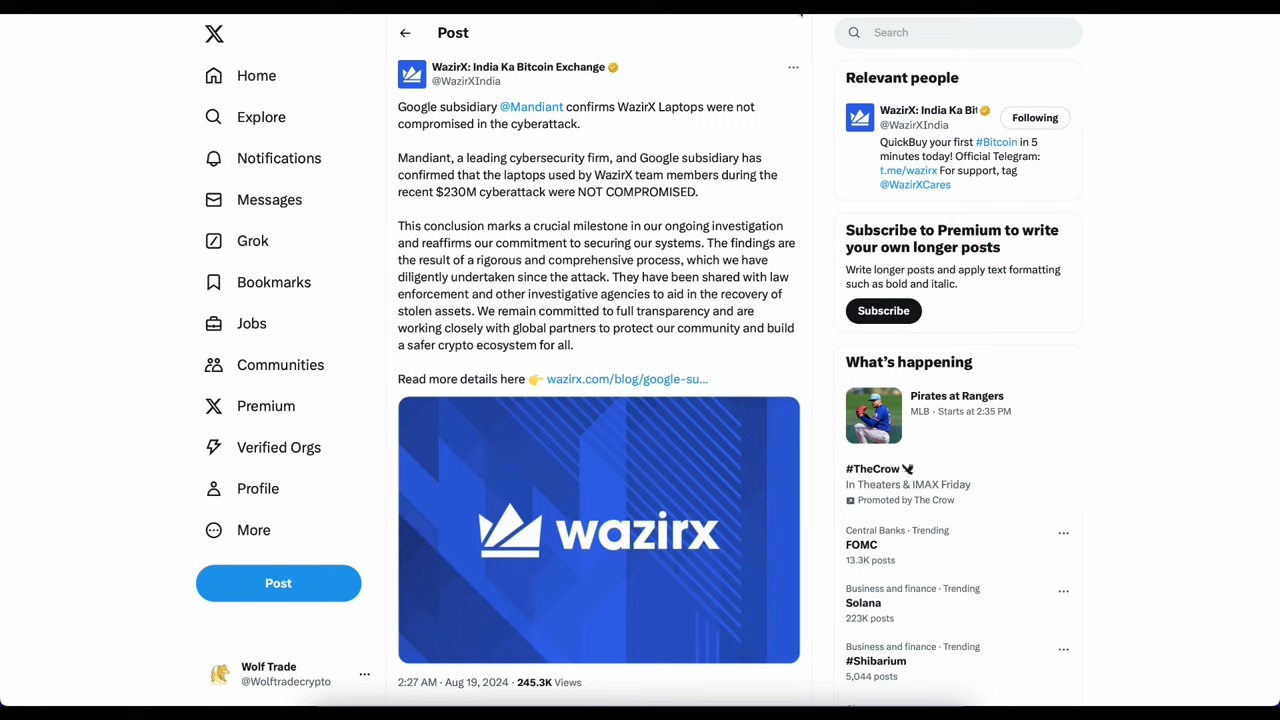 Home
Explore
Notifications
Messages
Grok
Bookmarks
Jobs
Communities
Premium
Verified Orgs
Profile
More
Post
Wolf Trade
@Wolftradecrypto
Post
WazirX: India Ka Bitcoin Exchange
@WazirXIndia
Google subsidiary @Mandiant confirms WazirX Laptops were not
compromised in the cyberattack.
Mandiant, a leading cybersecurity firm, and Google subsidiary has
confirmed that the laptops used by WazirX team members during the
recent $230M cyberattack were NOT COMPROMISED.
This conclusion marks a crucial milestone in our ongoing investigation
and reaffirms our commitment to securing our systems. The findings are
the result of a rigorous and comprehensive process, which we have
diligently undertaken since the attack. They have been shared with law
enforcement and other investigative agencies to aid in the recovery of
stolen assets. We remain committed to full transparency and are
working closely with global partners to protect our community and build
a safer crypto ecosystem for all.
Read more details here 👉 wazirx.com/blog/google-su...
wazirx
2:27 AM · Aug 19, 2024 · 245.3K Views
Search
Relevant people
WazirX: India Ka Bit
@WazirXIndia
Following
QuickBuy your first #Bitcoin in 5
minutes today! Official Telegram:
t.me/wazirx For support, tag
@WazirXCares
Subscribe to Premium to write
your own longer posts
Write longer posts and apply text formatting
such as bold and italic.
Subscribe
What's happening
Pirates at Rangers
MLB · Starts at 2:35 PM
#TheCrow
In Theaters & IMAX Friday
Promoted by The Crow
Central Banks · Trending
FOMC
13.3K posts
Business and finance · Trending
Solana
223K posts
Business and finance · Trending
#Shibarium
5,044 posts